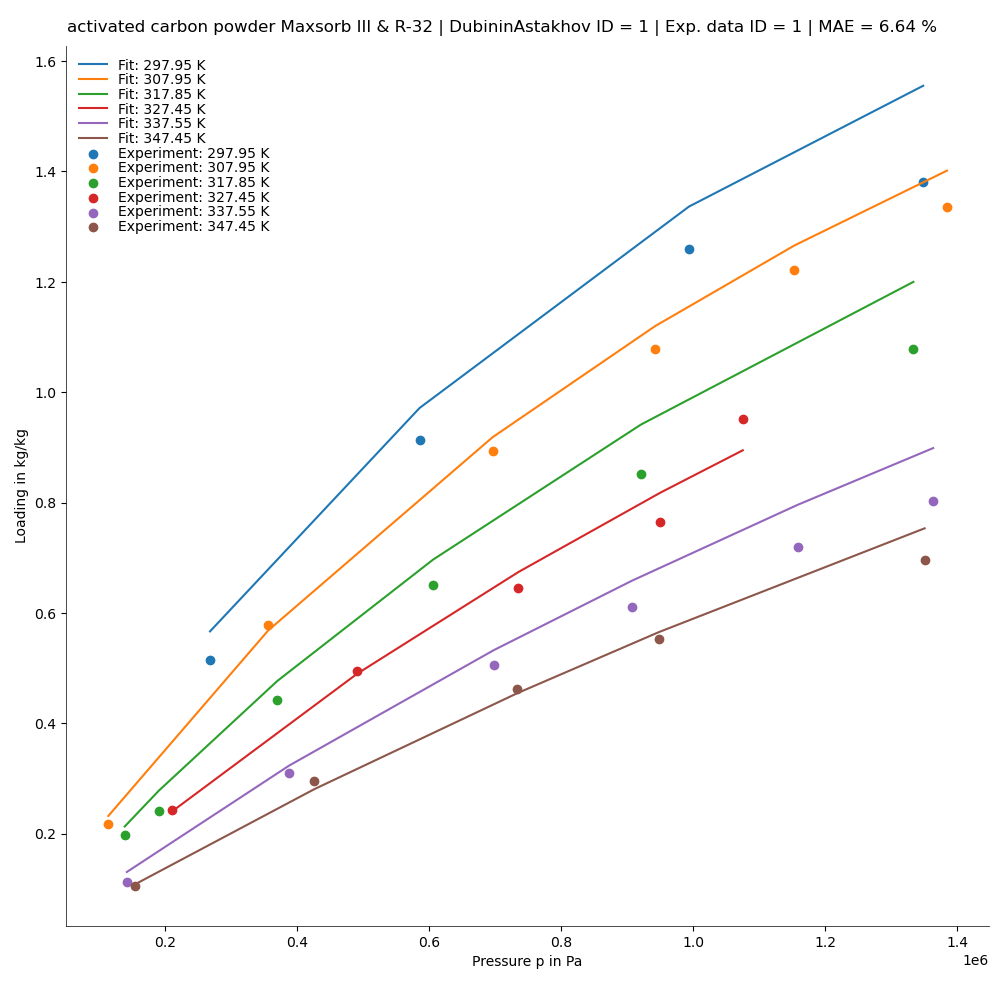 activated carbon powder Maxsorb III & R-32 | DubininAstakhov ID = 1 | Exp. data ID = 1 | MAE = 6.64 %
Fit: 297.95 K
Fit: 307.95 K
Fit: 317.85 K
Fit: 327.45 K
Fit: 337.55 K
Fit: 347.45 K
Experiment: 297.95 K
Experiment: 307.95 K
Experiment: 317.85 K
Experiment: 327.45 K
Experiment: 337.55 K
Experiment: 347.45 K
1.6
1.4
1.2
1.0
0.8
0.6
0.4
0.2
Loading in kg/kg
0.2 0.4 0.6 0.8 1.0 1.2 1.4
1e6
Pressure p in Pa